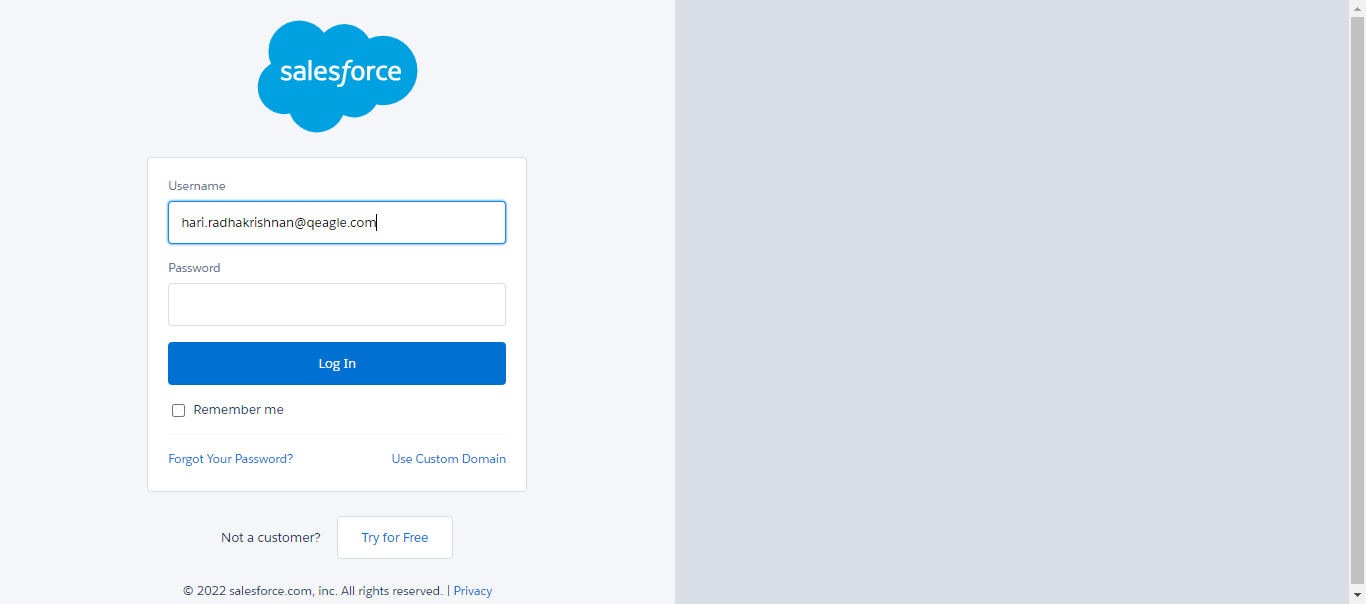 salesforce
Username
hari.radhakrishnan@qeagle.com
Password
Log In
Remember me
Forgot Your Password? Use Custom Domain
Not a customer? Try for Free
© 2022 salesforce.com, inc. All rights reserved. | Privacy